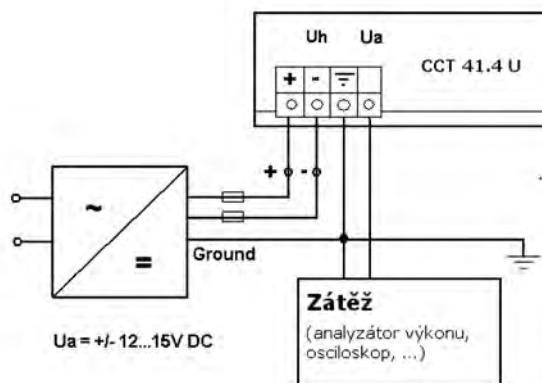 Uh Ua
CCT 41.4 U
+ -
+ -
~
=
Ground
Ua = +/- 12...15V DC
Zátěž
(analyzátor výkonu,
osciloskop, ...)